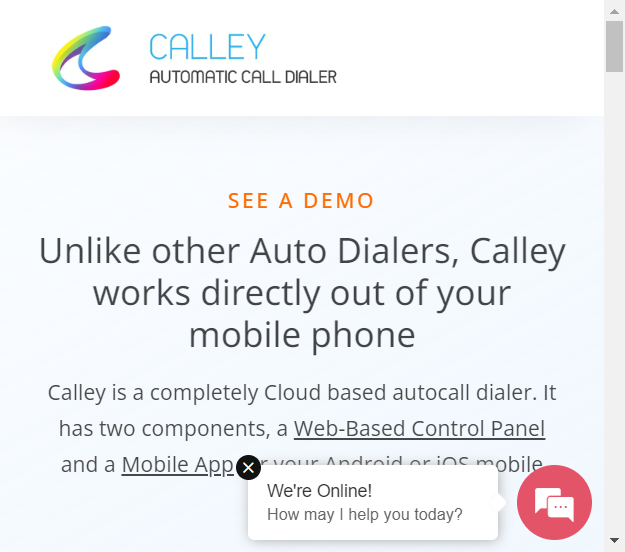 CALLEY
AUTOMATIC CALL DIALER
SEE A DEMO
Unlike other Auto Dialers, Calley
works directly out of your
mobile phone
Calley is a completely Cloud based autocall dialer. It
has two components, a Web-Based Control Panel
and a Mobile App for your Android or iOS mobile
We're Online!
How may I help you today?